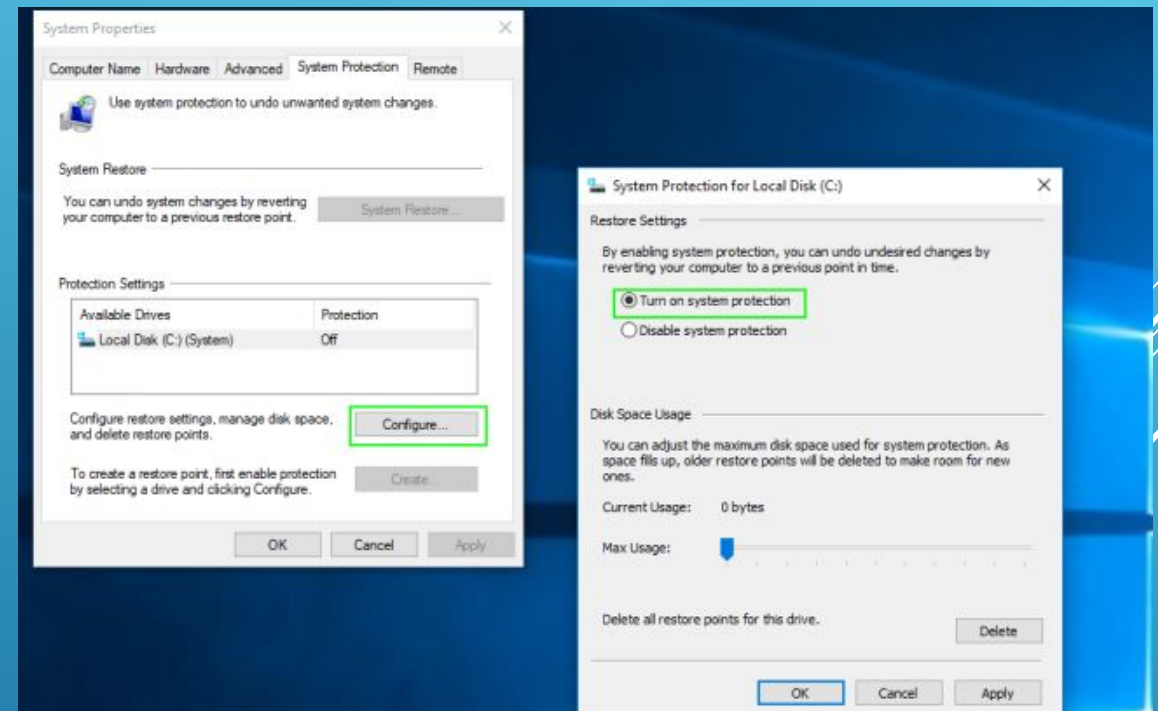 System Properties
Computer Name Hardware Advanced System Protection Remote
Use system protection to undo unwanted system changes.
System Restore
You can undo system changes by reverting
your computer to a previous restore point.
System Restore...
Protection Settings
Available Drives Protection
Local Disk (C:) (System) Off
Configure restore settings, manage disk space,
and delete restore points.
Configure...
To create a restore point, first enable protection
by selecting a drive and clicking Configure.
Create...
OK Cancel Apply
System Protection for Local Disk (C:)
Restore Settings
By enabling system protection, you can undo undesired changes by
reverting your computer to a previous point in time.
Turn on system protection
Disable system protection
Disk Space Usage
You can adjust the maximum disk space used for system protection. As
space fills up, older restore points will be deleted to make room for new
ones.
Current Usage: 0 bytes
Max Usage:
Delete all restore points for this drive.
Delete
OK Cancel Apply